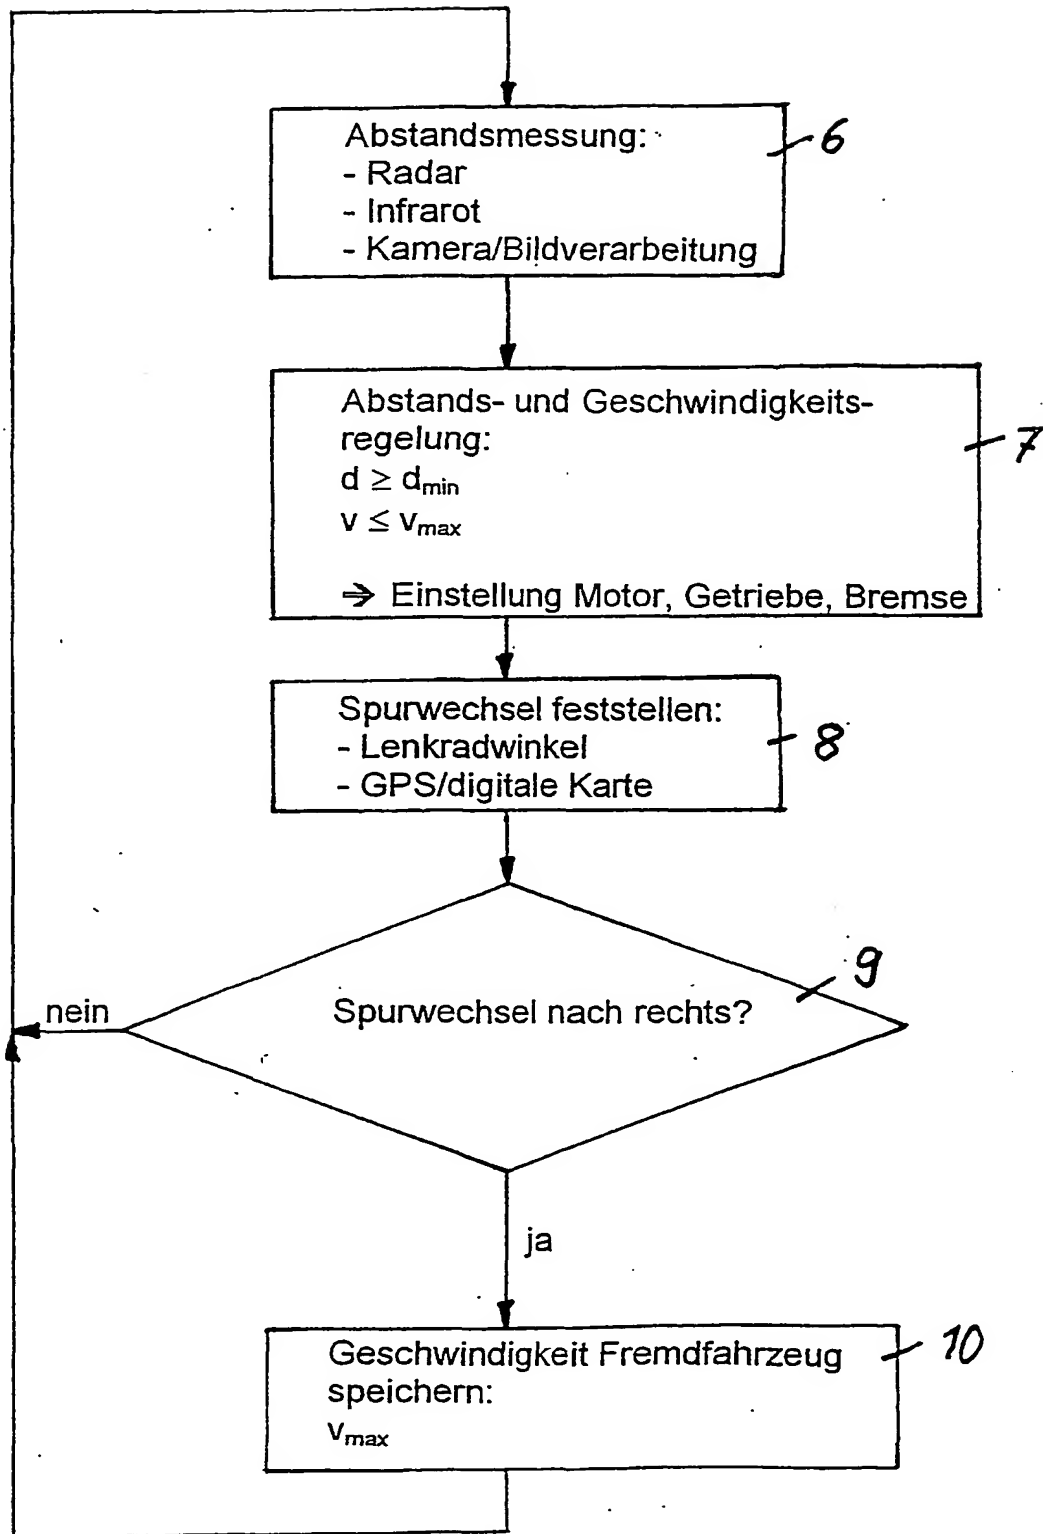 Abstandsmessung:
- Radar
- Infrarot
- Kamera/Bildverarbeitung
6
Abstands- und Geschwindigkeits-
regelung:
d ≥ dmin
v ≤ vmax
➔ Einstellung Motor, Getriebe, Bremse
7
Spurwechsel feststellen:
- Lenkradwinkel
- GPS/digitale Karte
8
9
nein
Spurwechsel nach rechts?
ja
Geschwindigkeit Fremdfahrzeug
speichern:
vmax
10